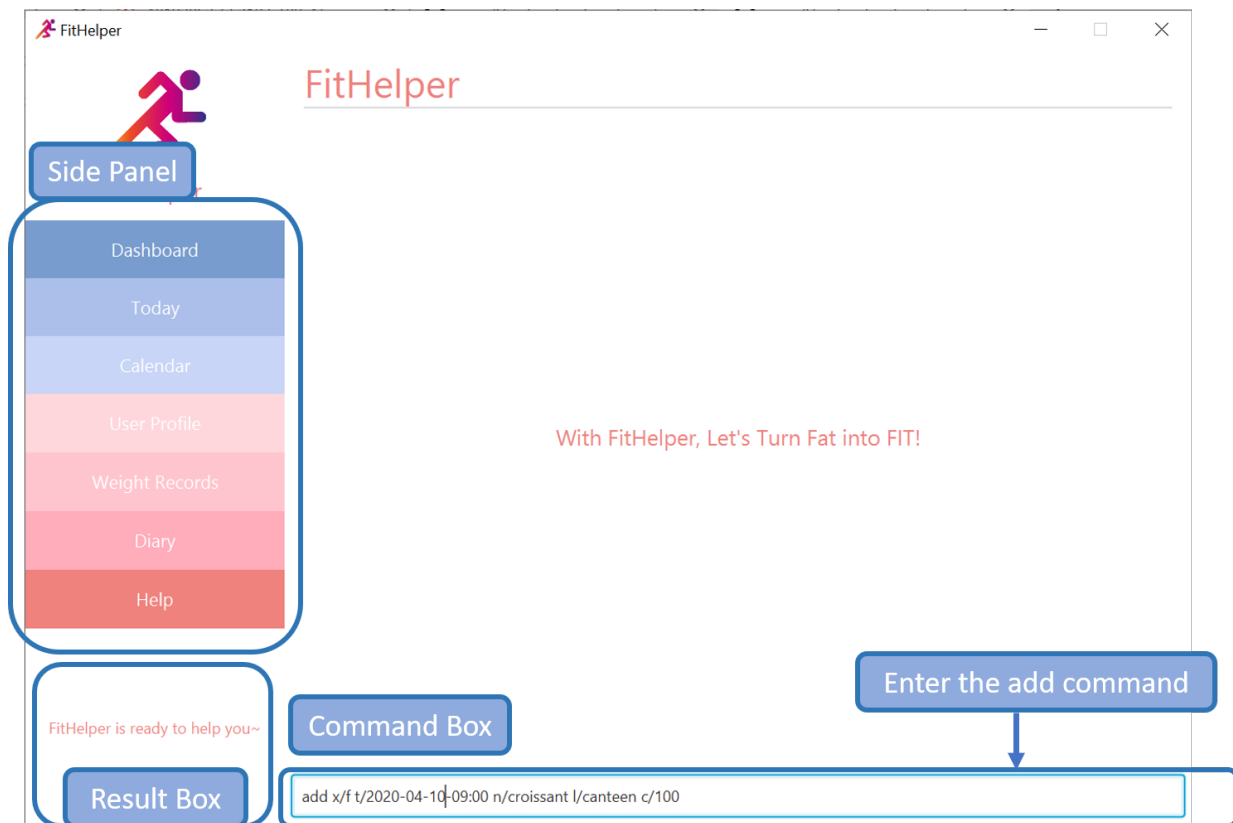 FitHelper
FitHelper
Side Panel
Dashboard
Today
Calendar
User Profile
Weight Records
Diary
Help
With FitHelper, Let's Turn Fat into FIT!
Enter the add command
Command Box
FitHelper is ready to help you~
Result Box
add x/f t/2020-04-10-09:00 n/croissant l/canteen c/100